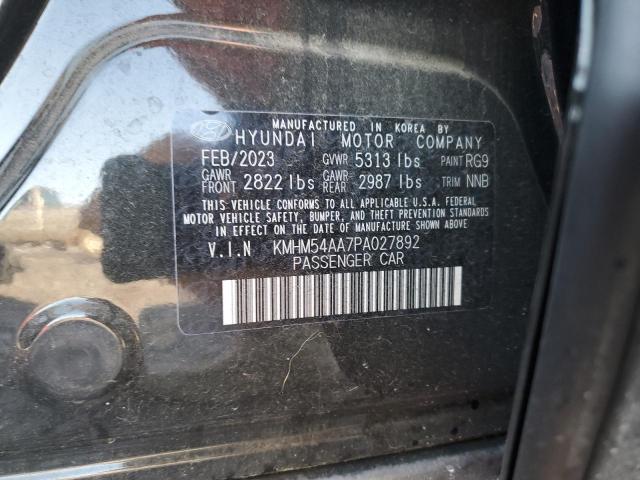 MANUFACTURED IN KOREA BY
HYUNDAI MOTOR COMPANY
FEB/2023 GVWR 5313 lbs PAINT RG9
GAWR FRONT 2822 lbs GAWR REAR 2987 lbs TRIM NNB
THIS VEHICLE CONFORMS TO ALL APPLICABLE U.S.A. FEDERAL
MOTOR VEHICLE SAFETY, BUMPER, AND THEFT PREVENTION
STANDARDS IN EFFECT ON THE DATE OF MANUFACTURE SHOWN ABOVE.
V.I.N KMHM54AA7PA027892
PASSENGER CAR